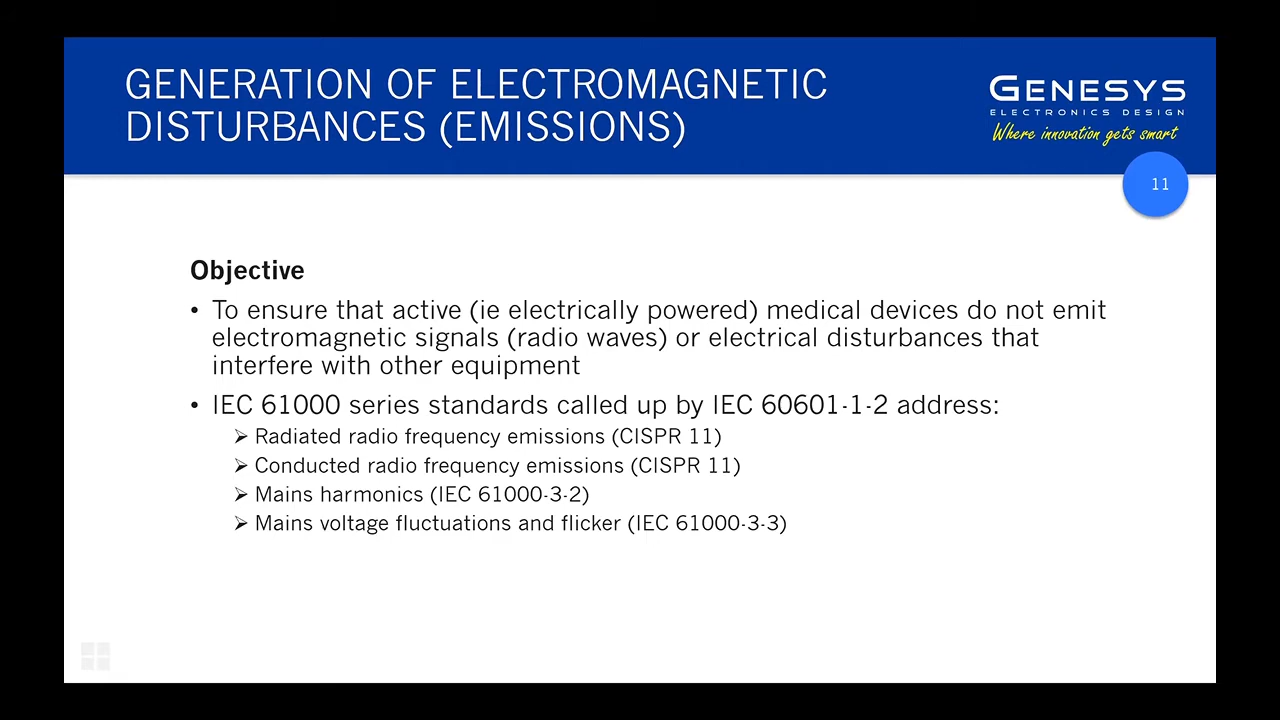 GENERATION OF ELECTROMAGNETIC
DISTURBANCES (EMISSIONS)
GENESYS
ELECTRONICS DESIGN
Where innovation gets smart
11
Objective
• To ensure that active (ie electrically powered) medical devices do not emit
electromagnetic signals (radio waves) or electrical disturbances that
interfere with other equipment
• IEC 61000 series standards called up by IEC 60601-1-2 address:
➢ Radiated radio frequency emissions (CISPR 11)
➢ Conducted radio frequency emissions (CISPR 11)
➢ Mains harmonics (IEC 61000-3-2)
➢ Mains voltage fluctuations and flicker (IEC 61000-3-3)